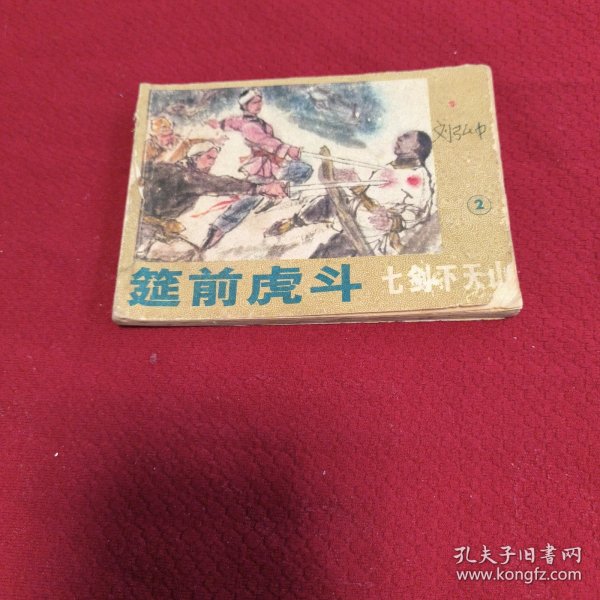 刘弘中
②
筵前虎斗 七剑下天山
孔夫子旧书网
www.kongfz.com